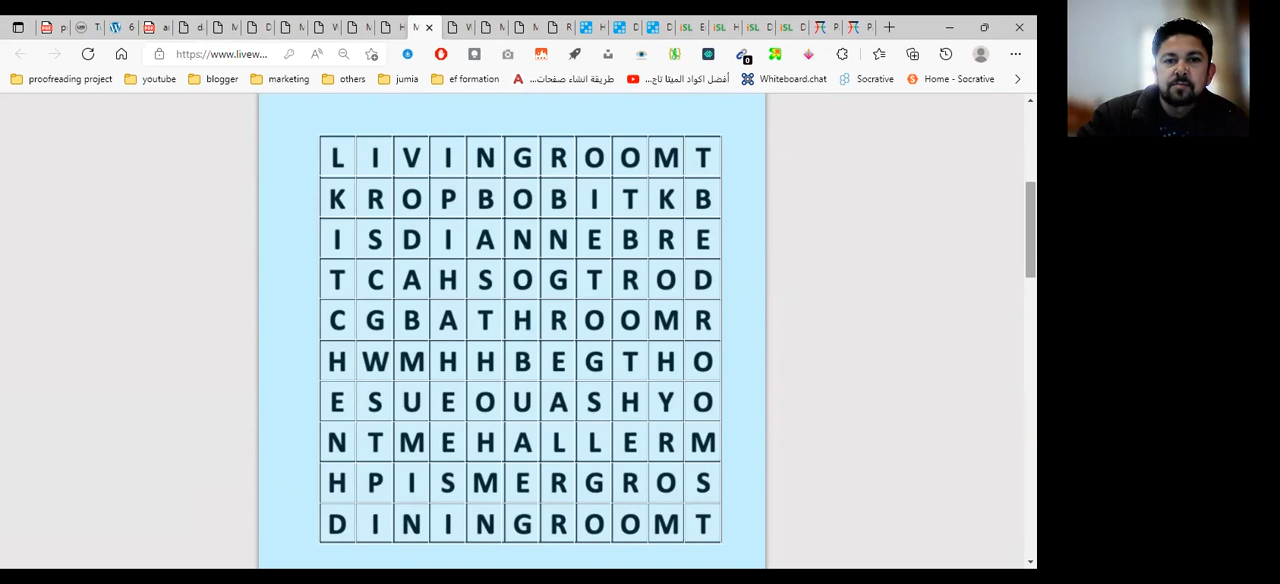 https://www.livew...
proofreading project youtube blogger marketing others jumia ef formation طريقة انشاء صفحات... أفضل اكواد الميتا تاج... Whiteboard.chat Socrative Home - Socrative
L I V I N G R O O M T
K R O P B O B I T K B
I S D I A N N E B R E
T C A H S O G T R O D
C G B A T H R O O M R
H W M H H B E G T H O
E S U E O U A S H Y O
N T M E H A L L E R M
H P I S M E R G R O S
D I N I N G R O O M T